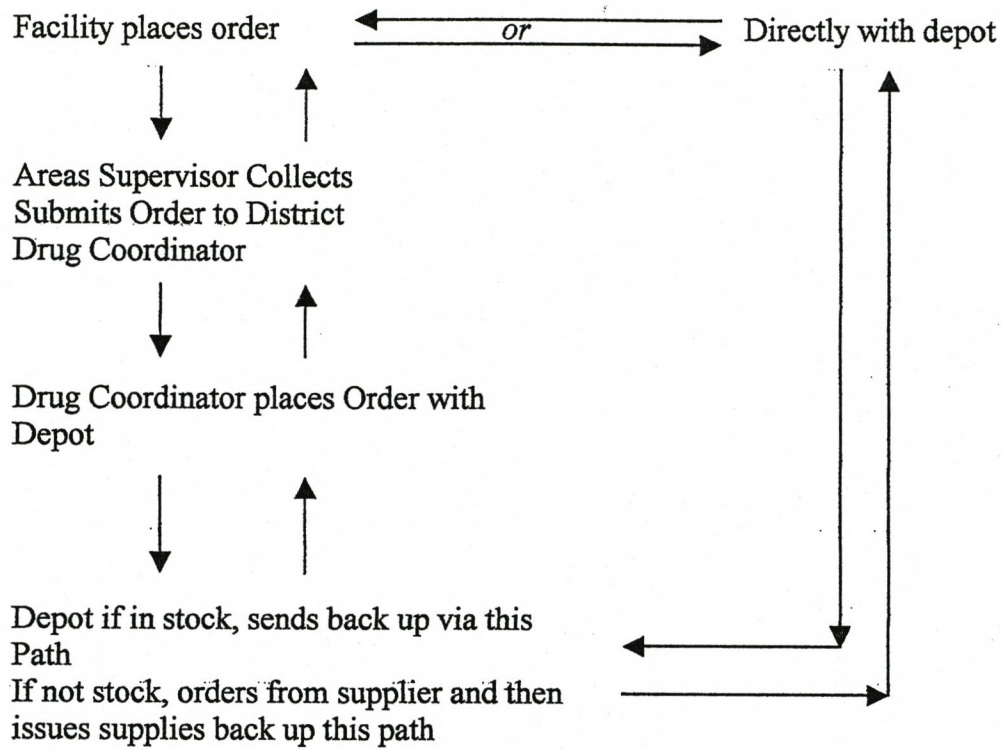 Facility places order
or
Directly with depot
Areas Supervisor Collects
Submits Order to District
Drug Coordinator
Drug Coordinator places Order with
Depot
Depot if in stock, sends back up via this
Path
If not stock, orders from supplier and then
issues supplies back up this path